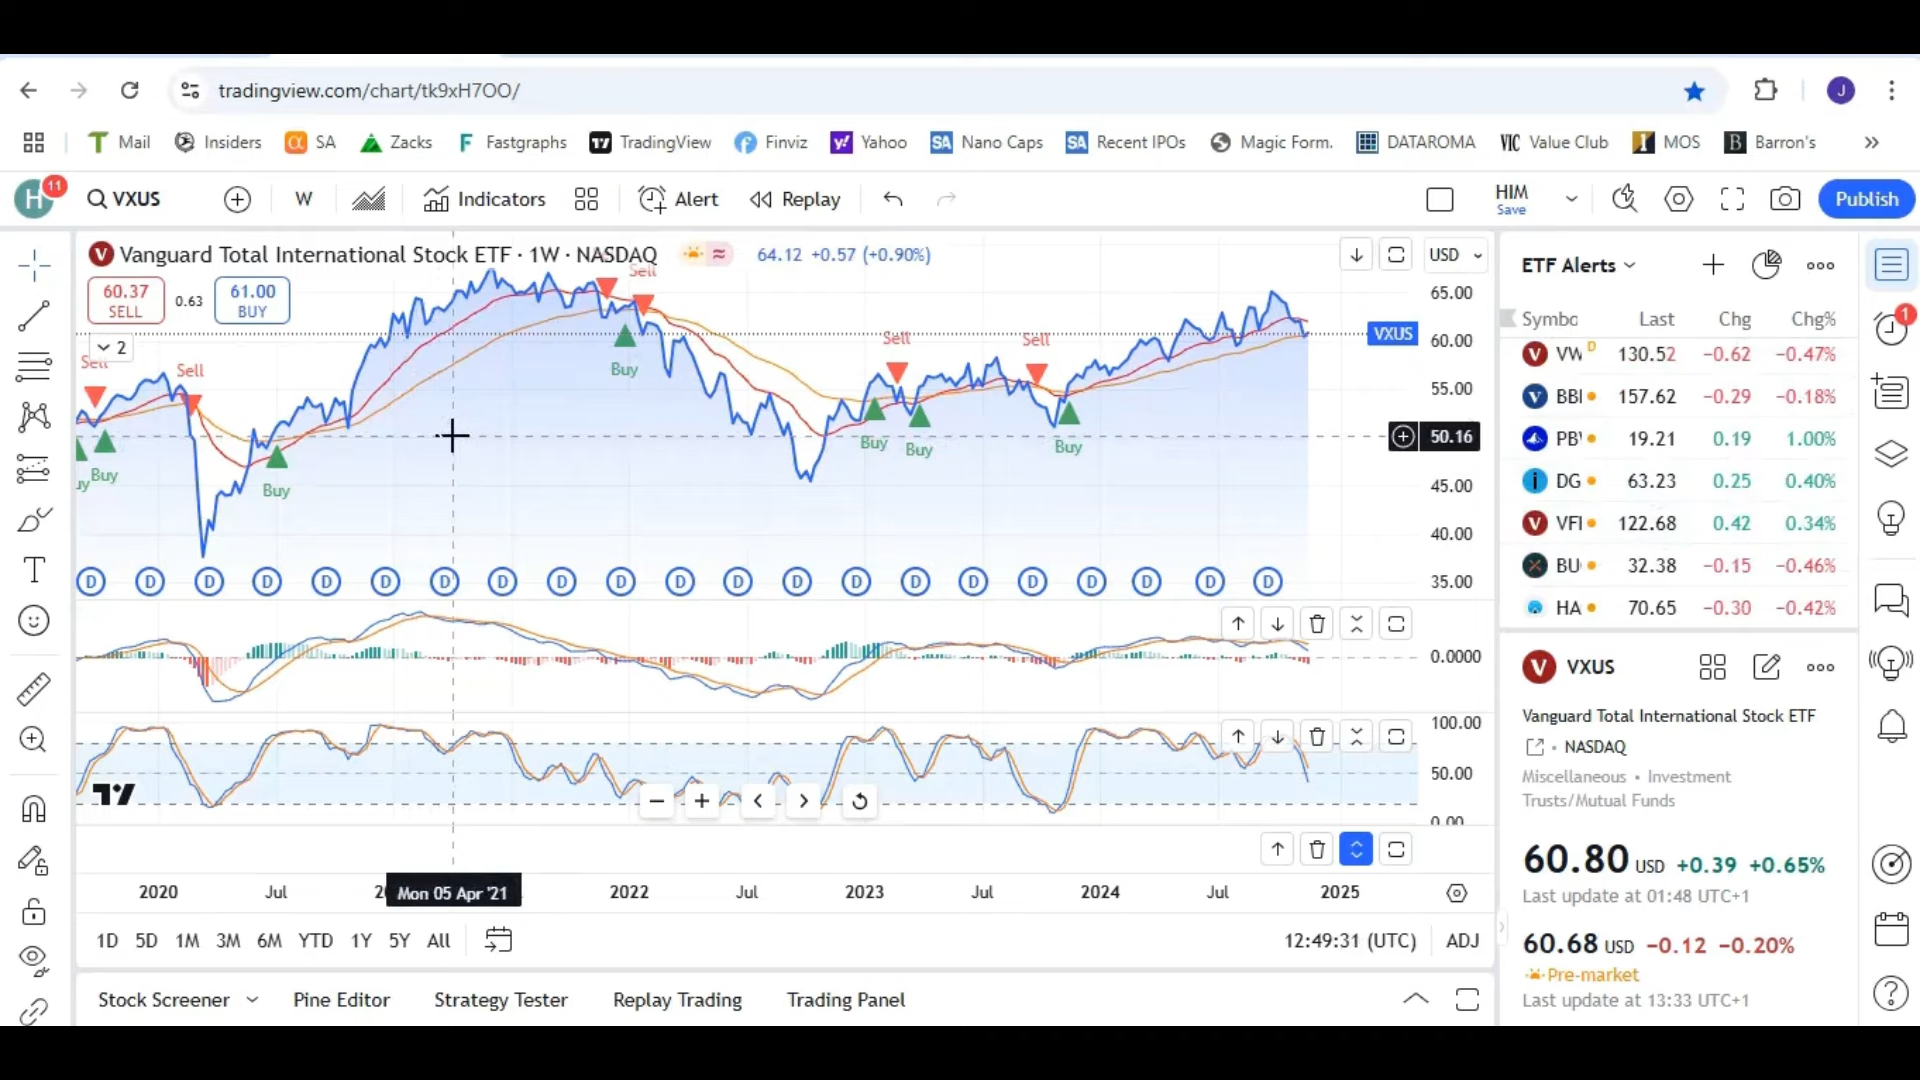 tradingview.com/chart/tk9xH7OO/
Mail Insiders SA Zacks Fastgraphs TradingView Finviz Yahoo Nano Caps Recent IPOs Magic Form. DATAROMA Value Club MOS Barron's
H 11 VXUS W Indicators Alert Replay HIM Save Publish
Vanguard Total International Stock ETF · 1W · NASDAQ 64.12 +0.57 (+0.90%) USD
60.37 SELL 0.63 61.00 BUY
2
Sell
Sell
Sell
Sell
Sell
Buy
Buy
Buy
Buy
Buy
Buy
65.00
60.00
55.00
50.16
45.00
40.00
35.00
VXUS
D D D D D D D D D D D D D D D D D D D D D
0.0000
100.00
50.00
0.00
2020 Jul Mon 05 Apr '21 2022 Jul 2023 Jul 2024 Jul 2025
1D 5D 1M 3M 6M YTD 1Y 5Y All 12:49:31 (UTC) ADJ
Stock Screener Pine Editor Strategy Tester Replay Trading Trading Panel
ETF Alerts
Symbo Last Chg Chg%
VW D 130.52 −0.62 −0.47%
BBI 157.62 −0.29 −0.18%
PB 19.21 0.19 1.00%
DG 63.23 0.25 0.40%
VFI 122.68 0.42 0.34%
BU 32.38 −0.15 −0.46%
HA 70.65 −0.30 −0.42%
V VXUS
Vanguard Total International Stock ETF
NASDAQ
Miscellaneous • Investment
Trusts/Mutual Funds
60.80 USD +0.39 +0.65%
Last update at 01:48 UTC+1
60.68 USD −0.12 −0.20%
Pre-market
Last update at 13:33 UTC+1